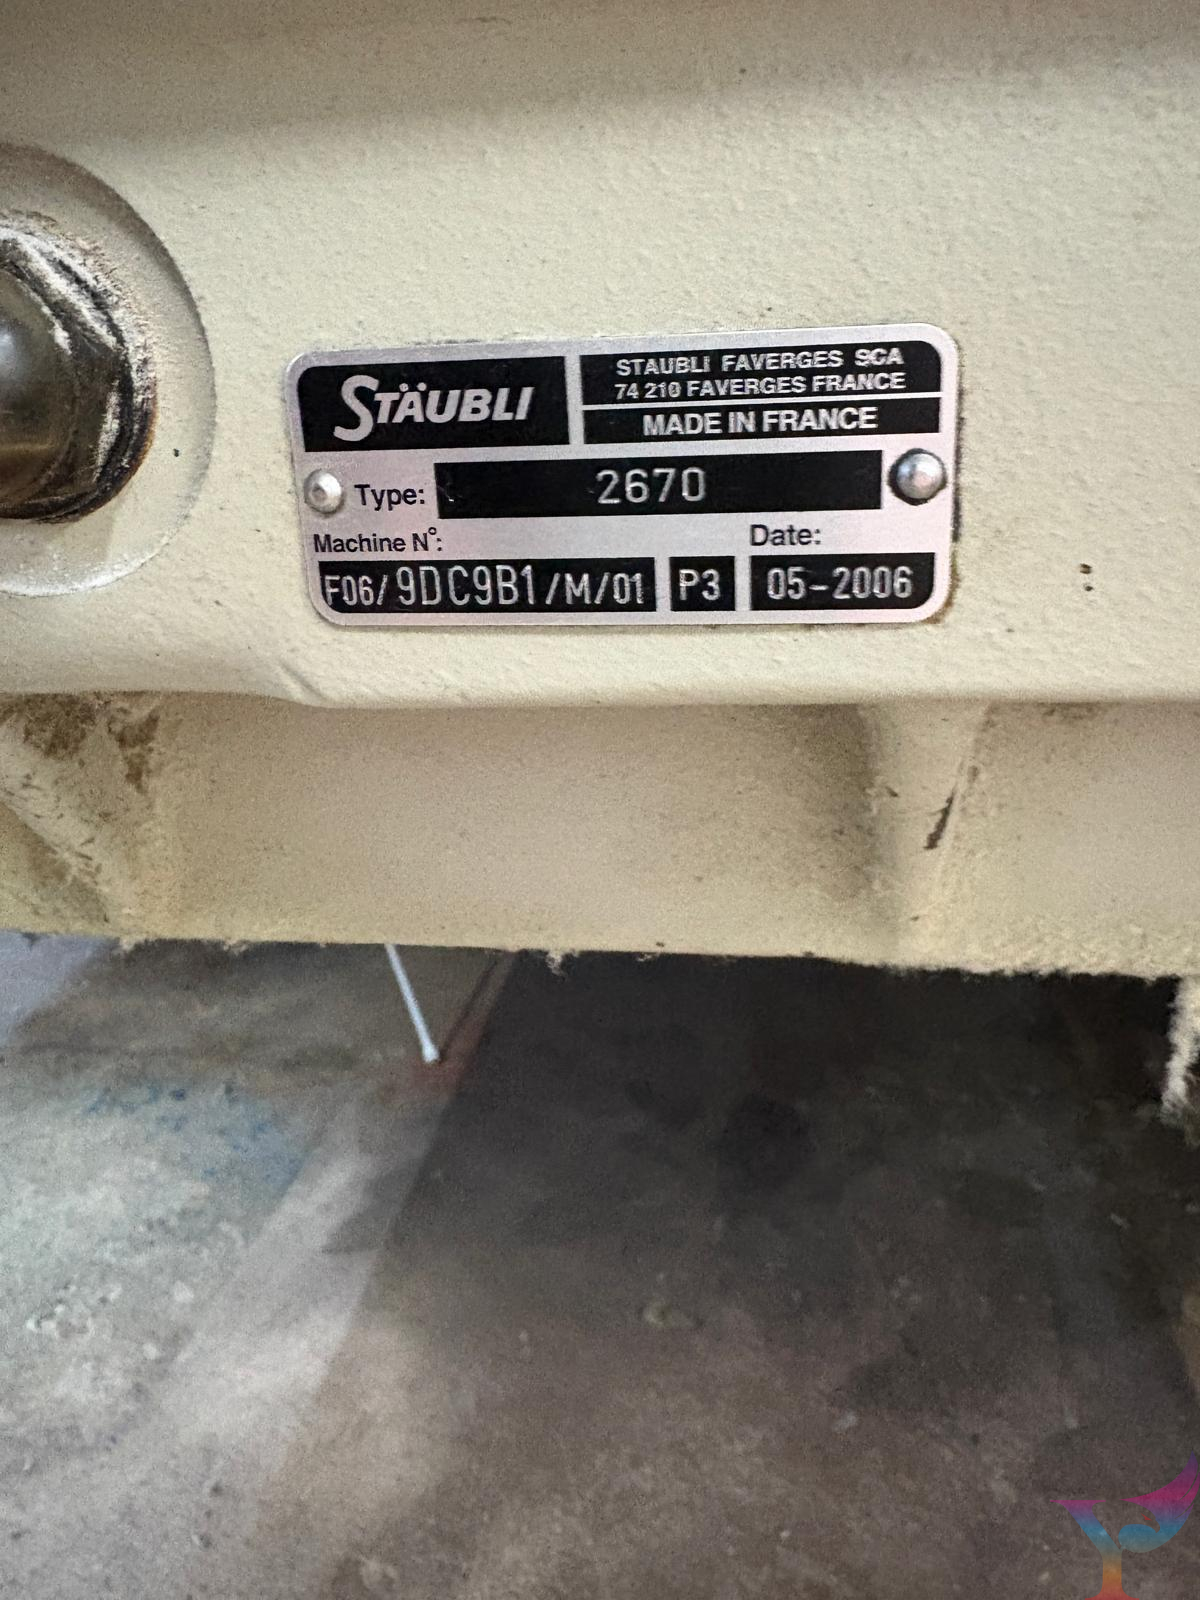 STÄUBLI
STAUBLI FAVERGES SCA
74 210 FAVERGES FRANCE
MADE IN FRANCE
Type: 2670
Machine N°: Date:
F06/9DC9B1/M/01 P3 05-2006